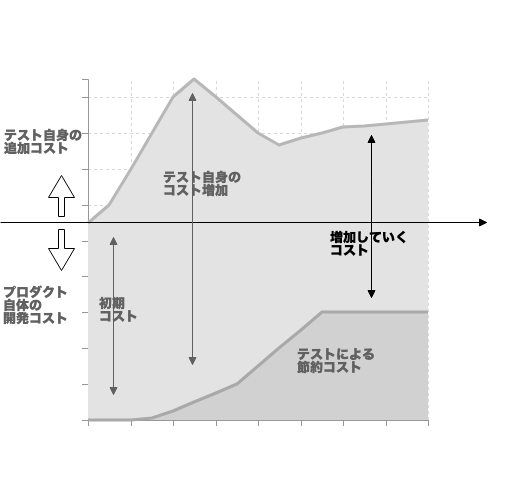 テスト自身の
追加コスト
テスト自身の
コスト増加
増加していく
コスト
プロダクト
自体の
開発コスト
初期
コスト
テストによる
節約コスト